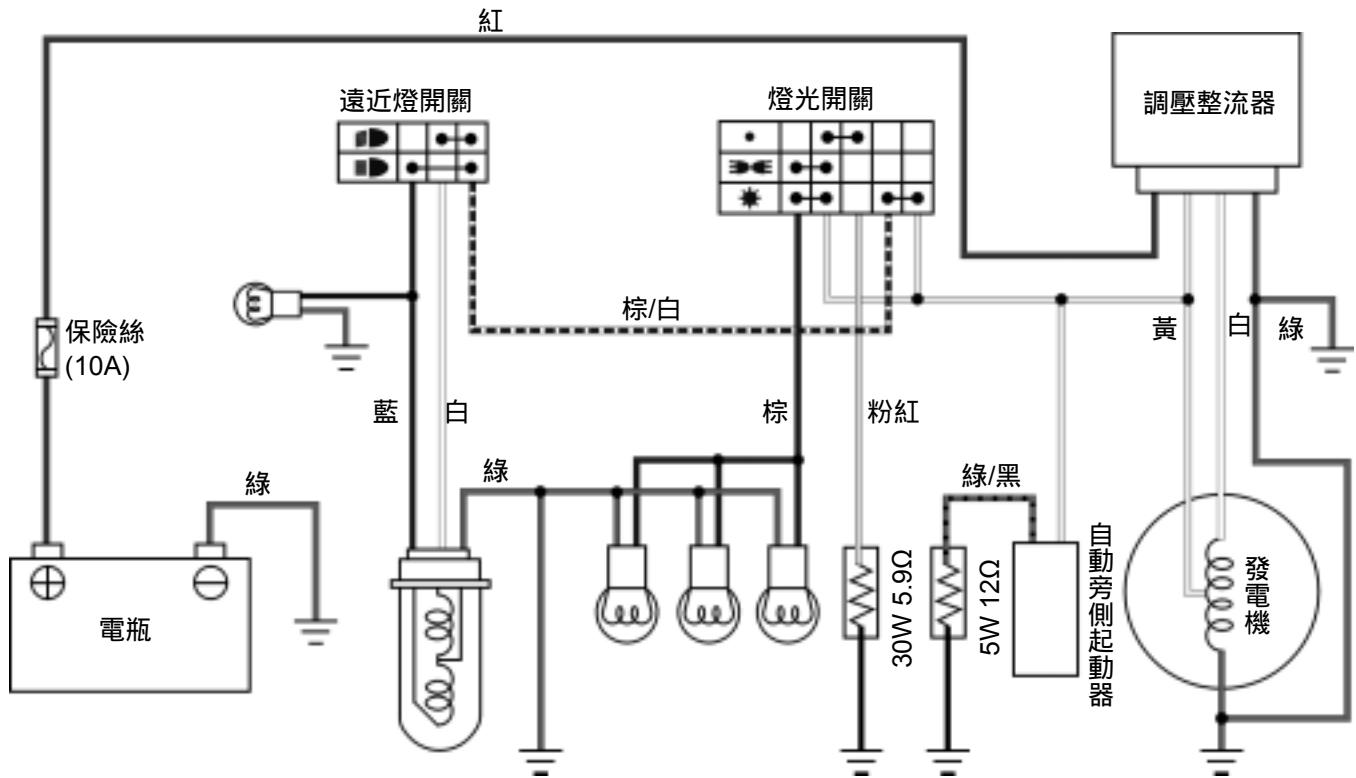 紅
遠近燈開關
燈光開關
調壓整流器
棕/白
保險絲
(10A)
黃
白
綠
藍
白
棕
粉紅
綠
綠
綠/黑
電瓶
30W 5.9Ω
5W 12Ω
自動旁側起動器
發電機